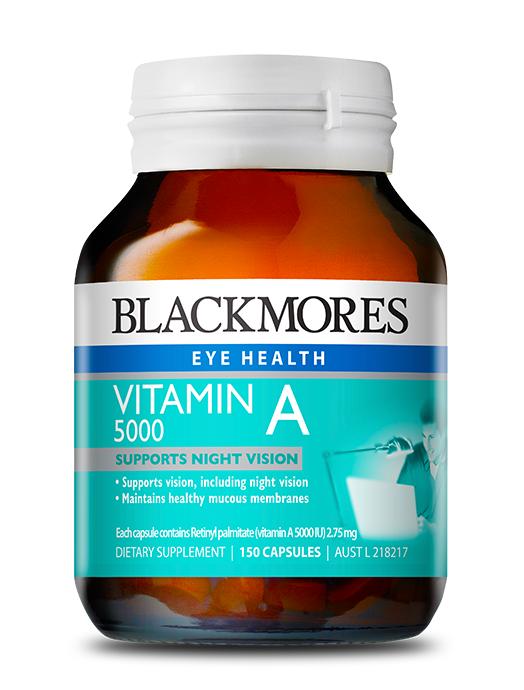 BLACKMORES
EYE HEALTH
VITAMIN A
5000
SUPPORTS NIGHT VISION
• Supports vision, including night vision
• Maintains healthy mucous membranes
Each capsule contains Retinyl palmitate (vitamin A 5000 IU) 2.75 mg
DIETARY SUPPLEMENT | 150 CAPSULES | AUST L 218217